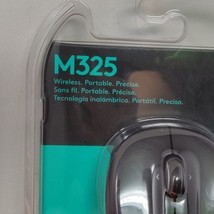 M325
Wireless. Portable. Precise.
Sans fil. Portable. Précise.
Tecnología inalámbrica. Portátil. Preciso.